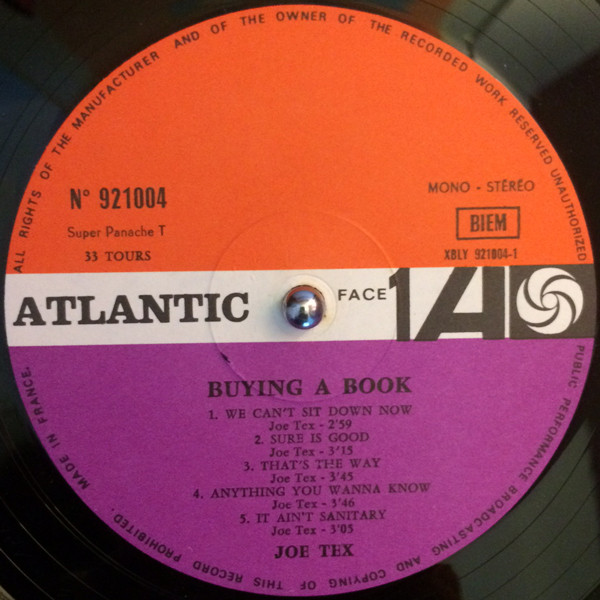 ALL RIGHTS OF THE MANUFACTURER AND OF THE OWNER OF THE RECORDED WORK RESERVED UNAUTHORIZED
PUBLIC PERFORMANCE BROADCASTING AND COPYING OF THIS RECORD PROHIBITED
MADE IN FRANCE.
N° 921004
Super Panache T
33 TOURS
MONO - STÉRÉO
BIEM
XBLY 921004-1
ATLANTIC
FACE 1
A
BUYING A BOOK
1. WE CAN'T SIT DOWN NOW
Joe Tex - 2'59
2. SURE IS GOOD
Joe Tex - 3'15
3. THAT'S THE WAY
Joe Tex - 3'45
4. ANYTHING YOU WANNA KNOW
Joe Tex - 3'46
5. IT AIN'T SANITARY
Joe Tex - 3'05
JOE TEX